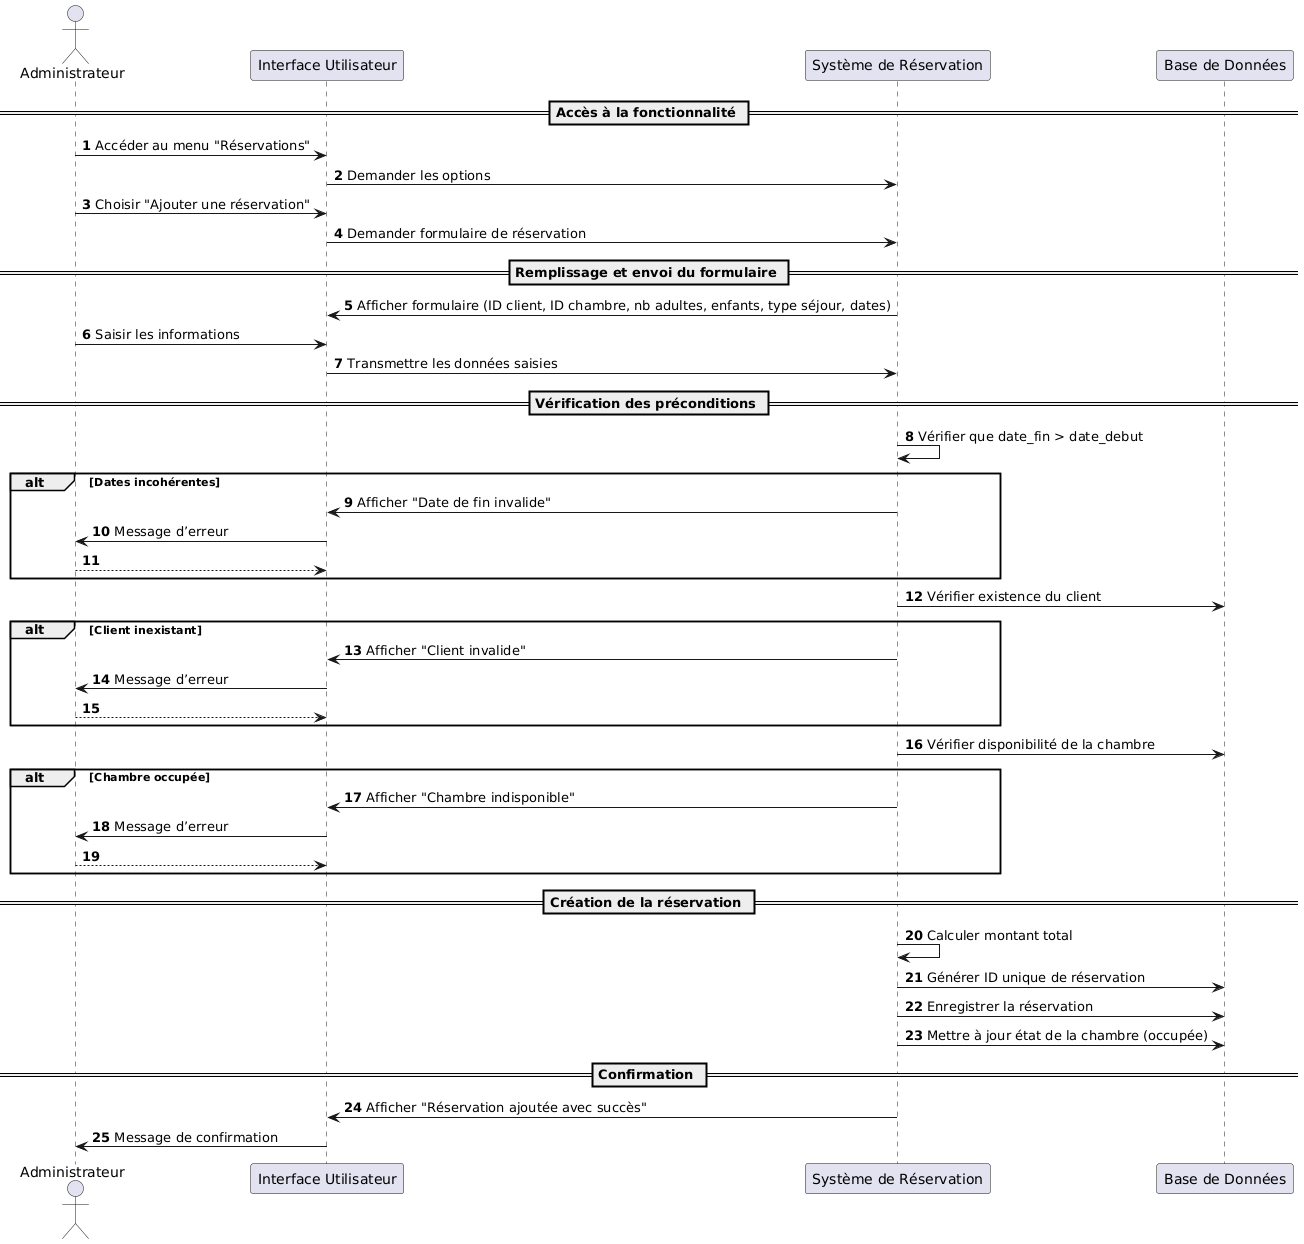 Administrateur
Interface Utilisateur
Système de Réservation
Base de Données
Accès à la fonctionnalité
1 Accéder au menu "Réservations"
2 Demander les options
3 Choisir "Ajouter une réservation"
4 Demander formulaire de réservation
Remplissage et envoi du formulaire
5 Afficher formulaire (ID client, ID chambre, nb adultes, enfants, type séjour, dates)
6 Saisir les informations
7 Transmettre les données saisies
Vérification des préconditions
8 Vérifier que date_fin > date_debut
alt [Dates incohérentes]
9 Afficher "Date de fin invalide"
10 Message d’erreur
11
12 Vérifier existence du client
alt [Client inexistant]
13 Afficher "Client invalide"
14 Message d’erreur
15
16 Vérifier disponibilité de la chambre
alt [Chambre occupée]
17 Afficher "Chambre indisponible"
18 Message d’erreur
19
Création de la réservation
20 Calculer montant total
21 Générer ID unique de réservation
22 Enregistrer la réservation
23 Mettre à jour état de la chambre (occupée)
Confirmation
24 Afficher "Réservation ajoutée avec succès"
25 Message de confirmation
Administrateur
Interface Utilisateur
Système de Réservation
Base de Données